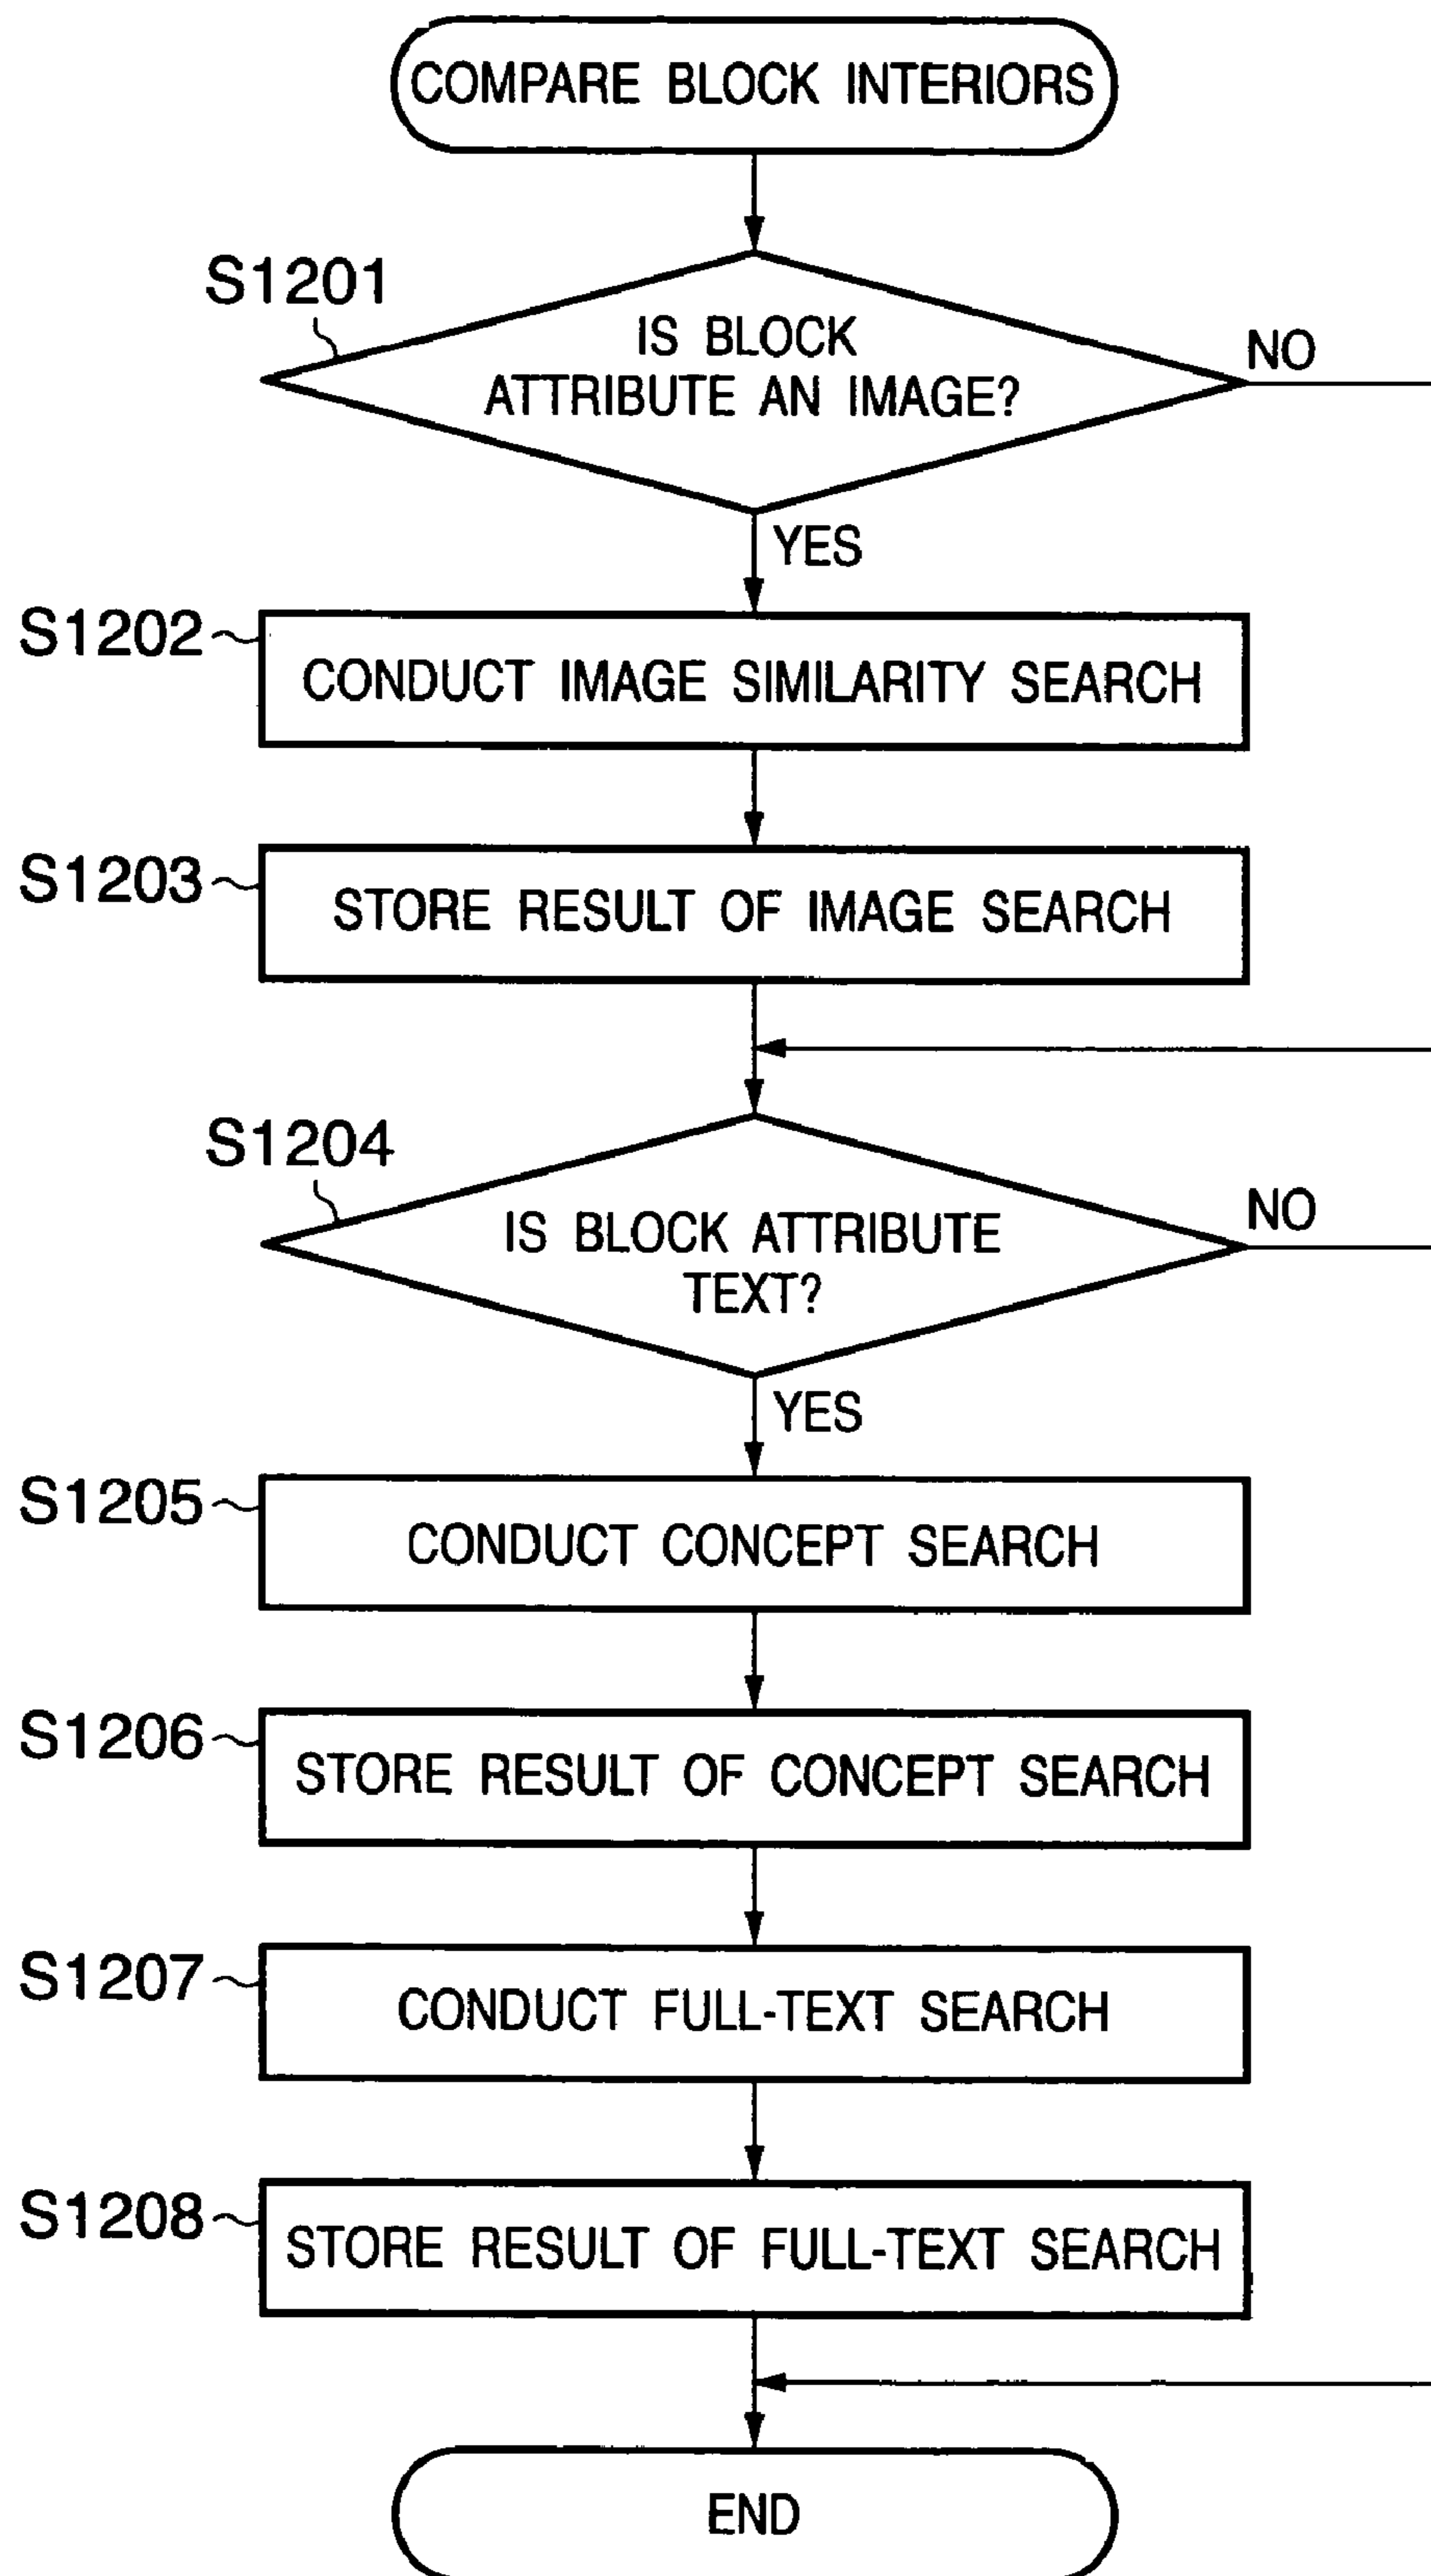 COMPARE BLOCK INTERIORS
S1201
IS BLOCK
ATTRIBUTE AN IMAGE?
NO
YES
S1202
CONDUCT IMAGE SIMILARITY SEARCH
S1203
STORE RESULT OF IMAGE SEARCH
S1204
IS BLOCK ATTRIBUTE
TEXT?
NO
YES
S1205
CONDUCT CONCEPT SEARCH
S1206
STORE RESULT OF CONCEPT SEARCH
S1207
CONDUCT FULL-TEXT SEARCH
S1208
STORE RESULT OF FULL-TEXT SEARCH
END